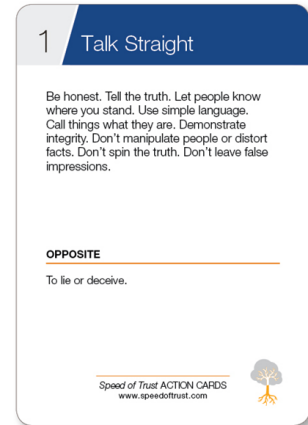 1 Talk Straight
Be honest. Tell the truth. Let people know
where you stand. Use simple language.
Call things what they are. Demonstrate
integrity. Don't manipulate people or distort
facts. Don't spin the truth. Don't leave false
impressions.
OPPOSITE
To lie or deceive.
Speed of Trust ACTION CARDS
www.speedoftrust.com